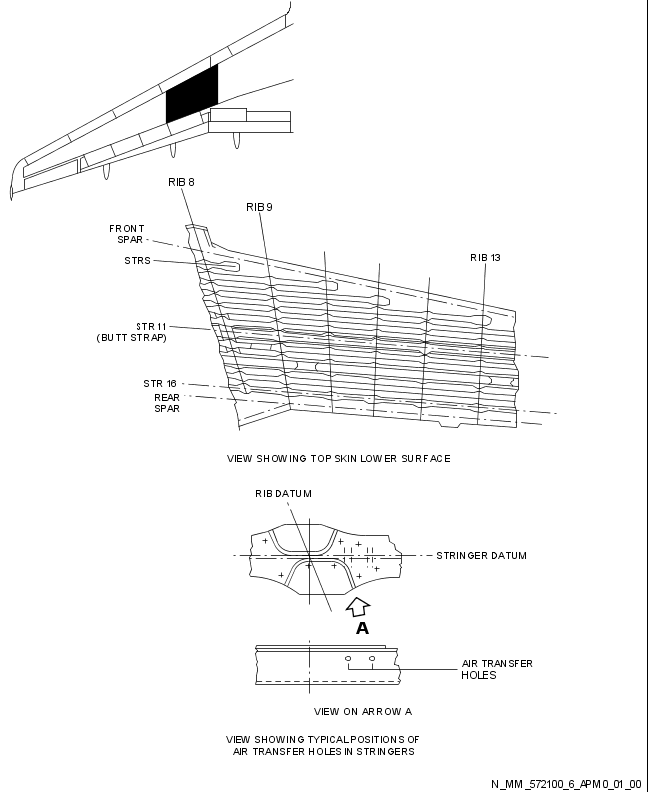 RIB 8
RIB 9
FRONT
SPAR
STRS
RIB 13
STR 11
(BUTT STRAP)
STR 16
REAR
SPAR
VIEW SHOWING TOP SKIN LOWER SURFACE
RIB DATUM
STRINGER DATUM
A
AIR TRANSFER
HOLES
VIEW ON ARROW A
VIEW SHOWING TYPICAL POSITIONS OF
AIR TRANSFER HOLES IN STRINGERS
N_MM_572100_6_APM0_01_00